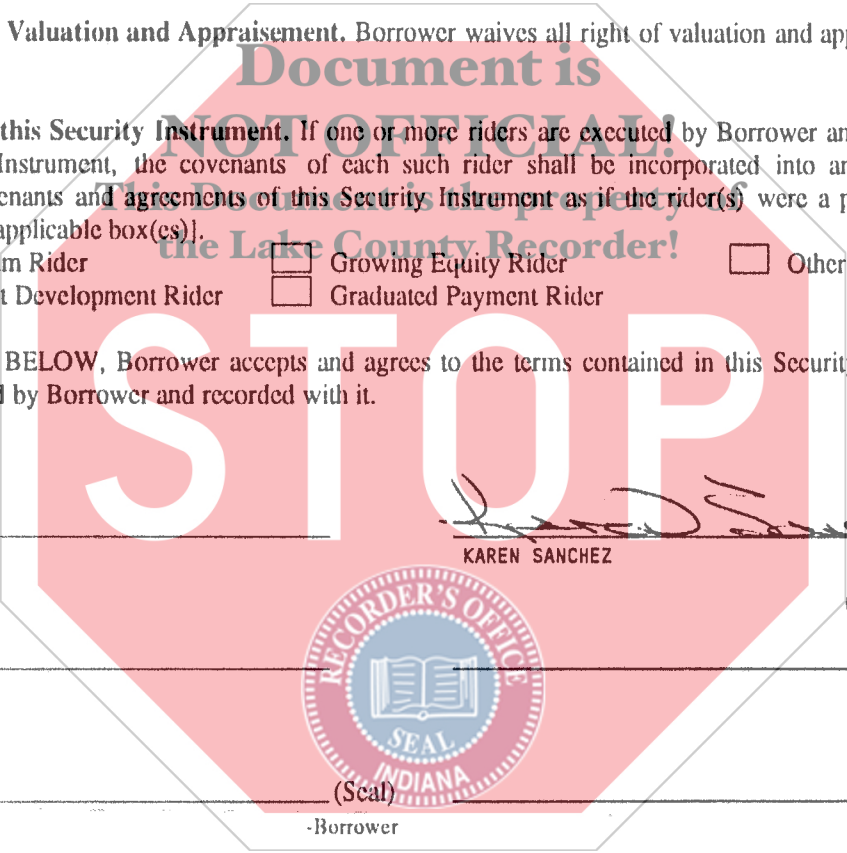 Valuation and Appraisement. Borrower waives all right of valuation and app
Document is
NOT OFFICIAL!
this Security Instrument. If one or more riders are executed by Borrower an
Instrument, the covenants of each such rider shall be incorporated into an
enants and agreements of this Security Instrument as if the rider(s) were a p
This Document is the property of
applicable box(es)].
the Lake County Recorder!
m Rider Growing Equity Rider Other
t Development Rider Graduated Payment Rider
BELOW, Borrower accepts and agrees to the terms contained in this Security
d by Borrower and recorded with it.
STOP
KAREN SANCHEZ
RECORDER'S OFFICE
SEAL
INDIANA
(Seal)
-Borrower